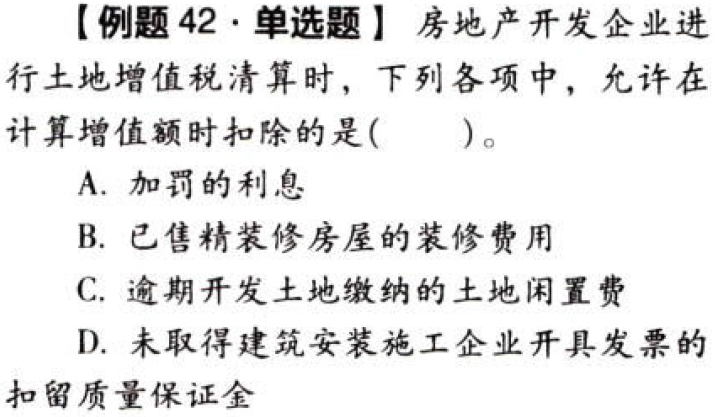 【例题 42·单选题】 房地产开发企业进
行土地增值税清算时，下列各项中，允许在
计算增值额时扣除的是(　　)。
A. 加罚的利息
B. 已售精装修房屋的装修费用
C. 逾期开发土地缴纳的土地闲置费
D. 未取得建筑安装施工企业开具发票的
扣留质量保证金